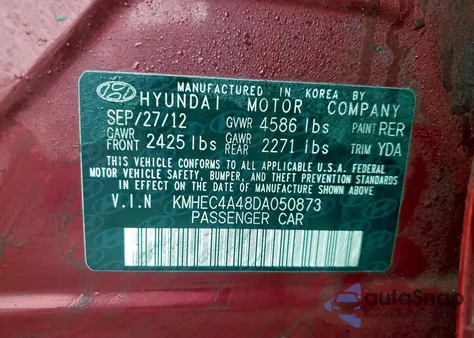 MANUFACTURED IN KOREA BY
HYUNDAI MOTOR COMPANY
SEP/27/12 GVWR 4586 lbs PAINT RER
GAWR FRONT 2425 lbs GAWR REAR 2271 lbs TRIM YDA
THIS VEHICLE CONFORMS TO ALL APPLICABLE U.S.A. FEDERAL
MOTOR VEHICLE SAFETY, BUMPER, AND THEFT PREVENTION STANDARDS
IN EFFECT ON THE DATE OF MANUFACTURE SHOWN ABOVE.
V.I.N KMHEC4A48DA050873
PASSENGER CAR
autoSnap